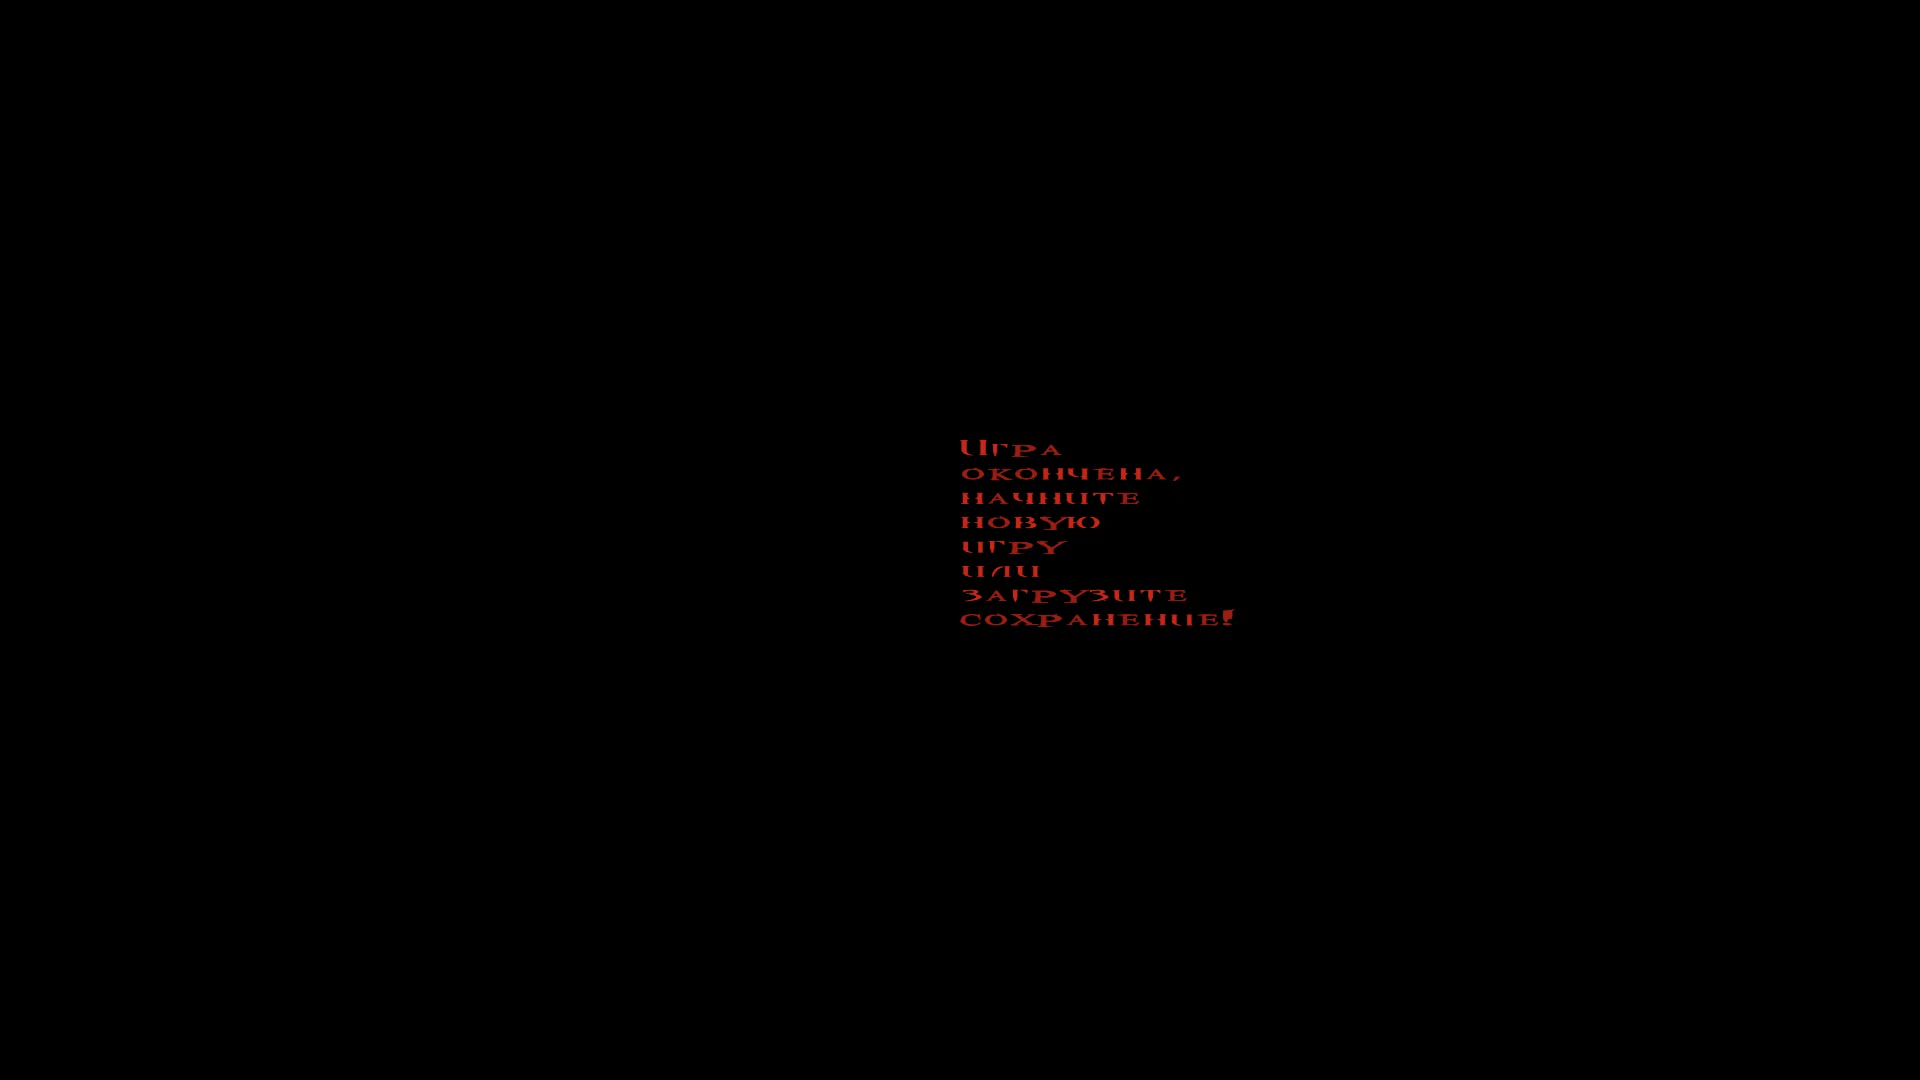 Игра
окончена,
начните
новую
игру
или
загрузите
сохранение!